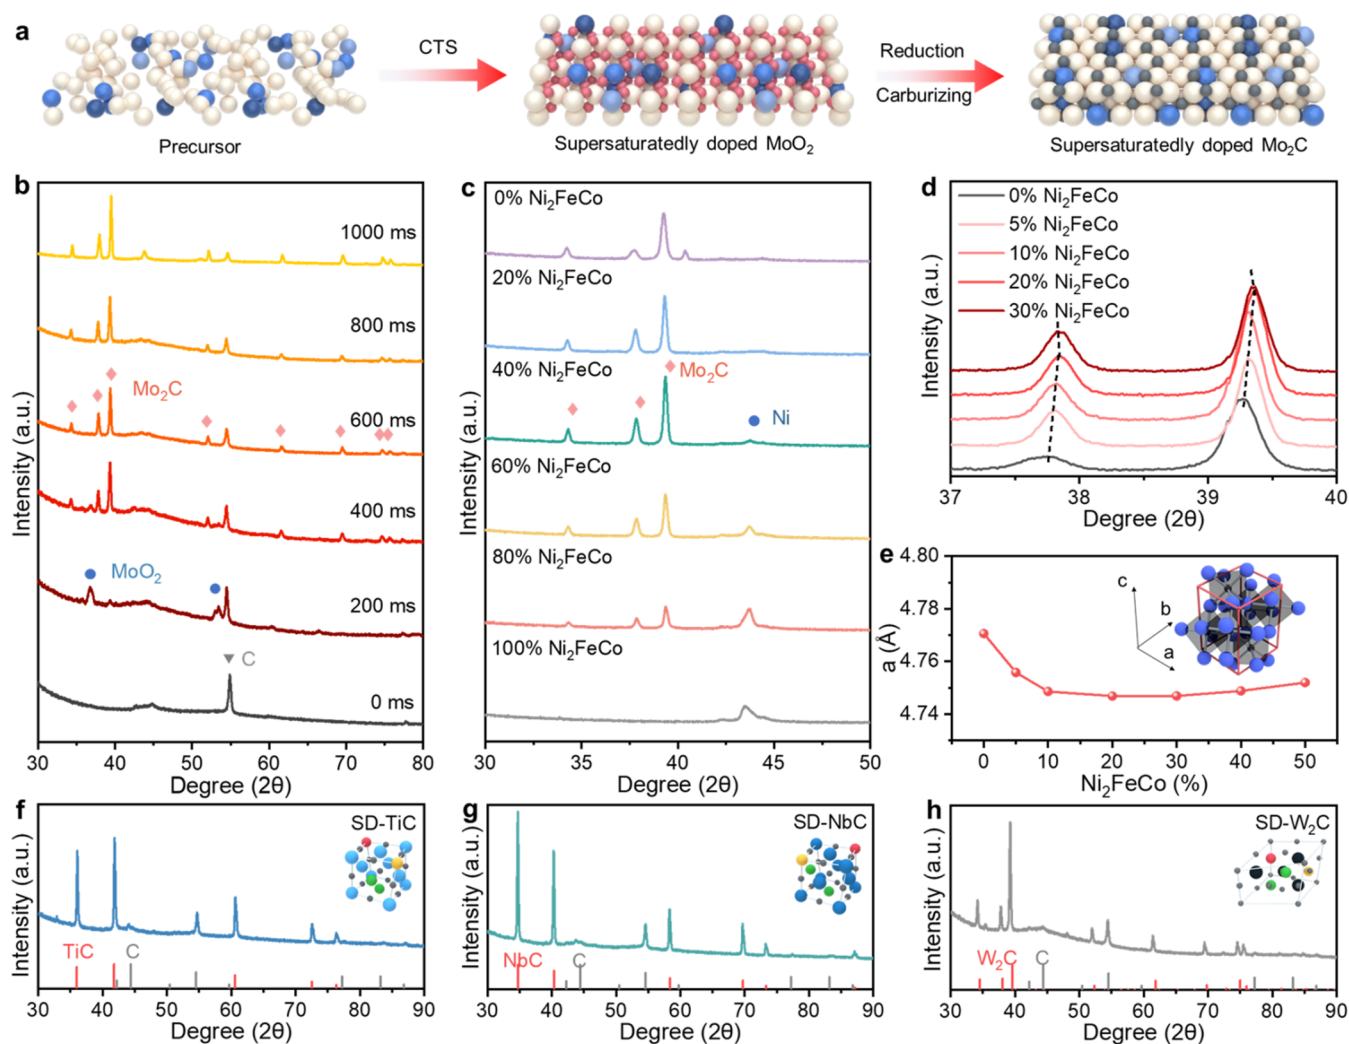 a
CTS
Reduction
Carburizing
Precursor
Supersaturatedly doped MoO₂
Supersaturatedly doped Mo₂C
b
1000 ms
800 ms
Mo₂C
600 ms
400 ms
MoO₂
200 ms
C
0 ms
Intensity (a.u.)
30 40 50 60 70 80
Degree (2θ)
c
0% Ni₂FeCo
20% Ni₂FeCo
40% Ni₂FeCo
Mo₂C
Ni
60% Ni₂FeCo
80% Ni₂FeCo
100% Ni₂FeCo
Intensity (a.u.)
35 40 45 50
Degree (2θ)
d
0% Ni₂FeCo
5% Ni₂FeCo
10% Ni₂FeCo
20% Ni₂FeCo
30% Ni₂FeCo
Intensity (a.u.)
37 38 39 40
Degree (2θ)
e
4.80
4.78
4.76
4.74
a (Å)
c
b
a
0 10 20 30 40 50
Ni₂FeCo (%)
f
SD-TiC
TiC
C
Intensity (a.u.)
30 40 50 60 70 80 90
Degree (2θ)
g
SD-NbC
NbC
C
Intensity (a.u.)
30 40 50 60 70 80 90
Degree (2θ)
h
SD-W₂C
W₂C
C
Intensity (a.u.)
30 40 50 60 70 80 90
Degree (2θ)